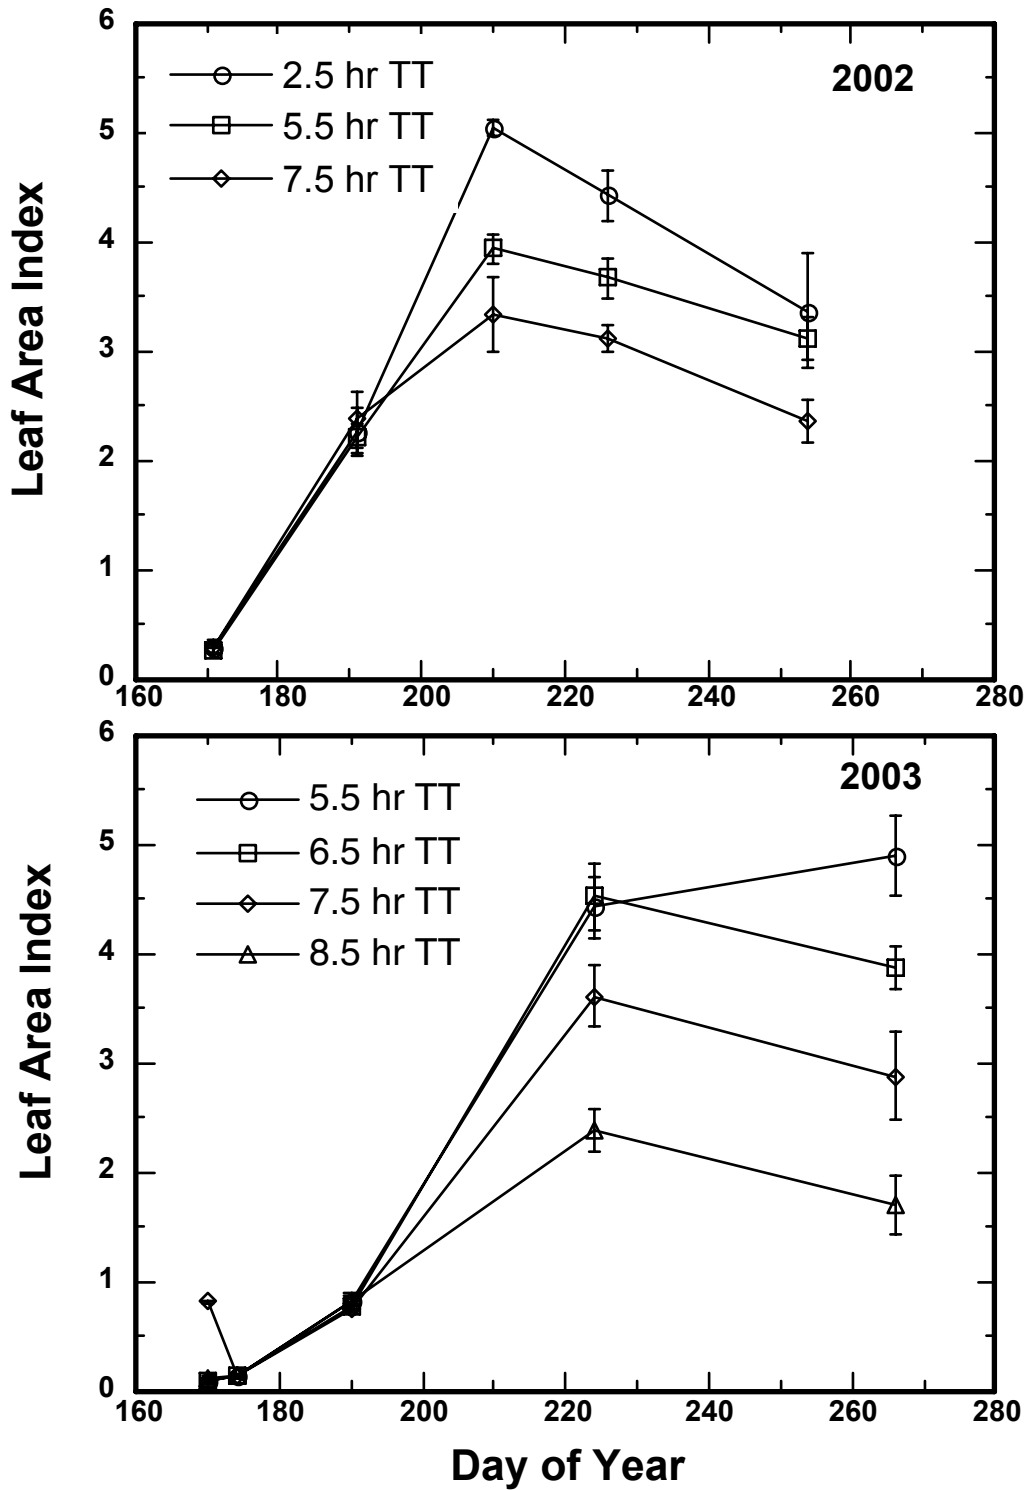 6
2.5 hr TT
2002
5.5 hr TT
5
7.5 hr TT
4
3
2
1
0
Leaf Area Index
160 180 200 220 240 260 280
6
2003
5.5 hr TT
5
6.5 hr TT
7.5 hr TT
8.5 hr TT
4
3
2
1
0
Leaf Area Index
160 180 200 220 240 260 280
Day of Year